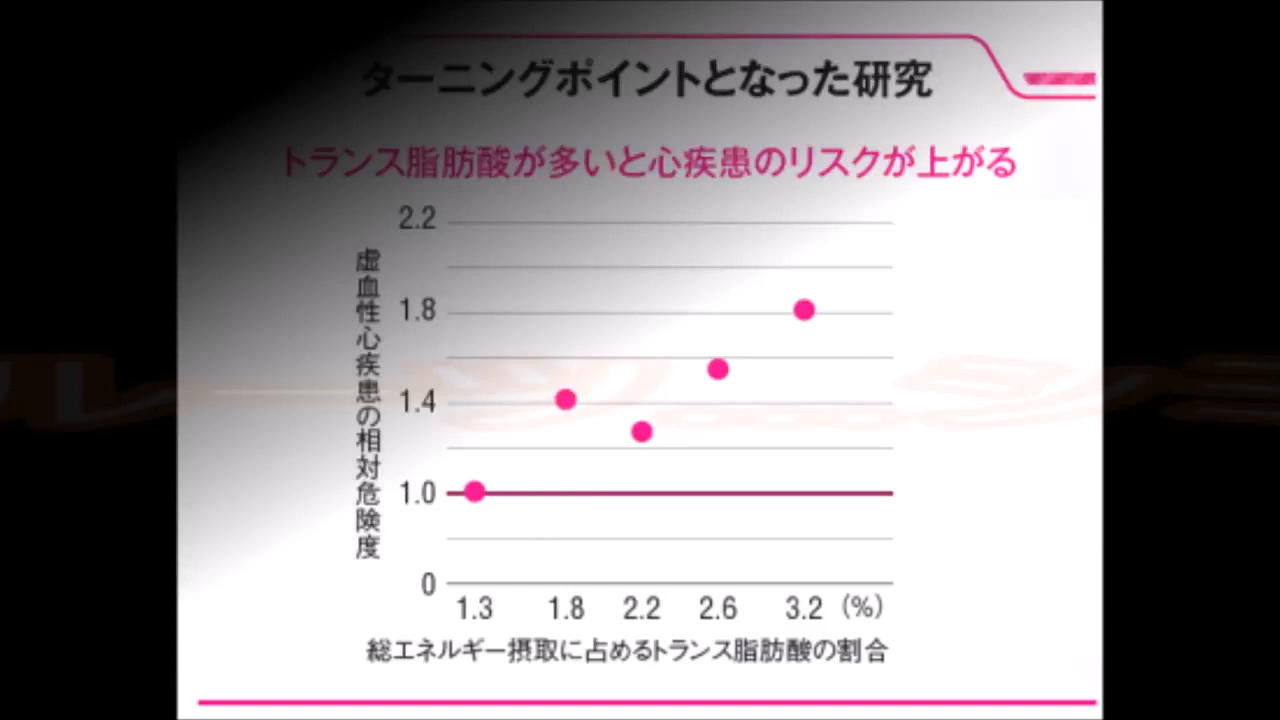 ターニングポイントとなった研究
トランス脂肪酸が多いと心疾患のリスクが上がる
虚血性心疾患の相対危険度
2.2
1.8
1.4
1.0
0
1.3 1.8 2.2 2.6 3.2 (%)
総エネルギー摂取に占めるトランス脂肪酸の割合